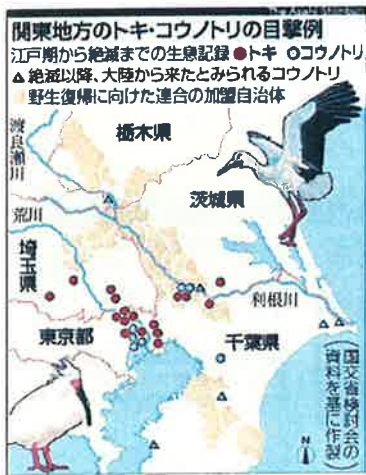 関東地方のトキ・コウノトリの目撃例
江戸期から絶滅までの生息記録 ●トキ ○コウノトリ
▲絶滅以降、大陸から来たとみられるコウノトリ
野生復帰に向けた連合の加盟自治体
渡良瀬川
栃木県
茨城県
荒川
埼玉県
利根川
東京都
千葉県
(国交省検討会の資料を基に作製)
N